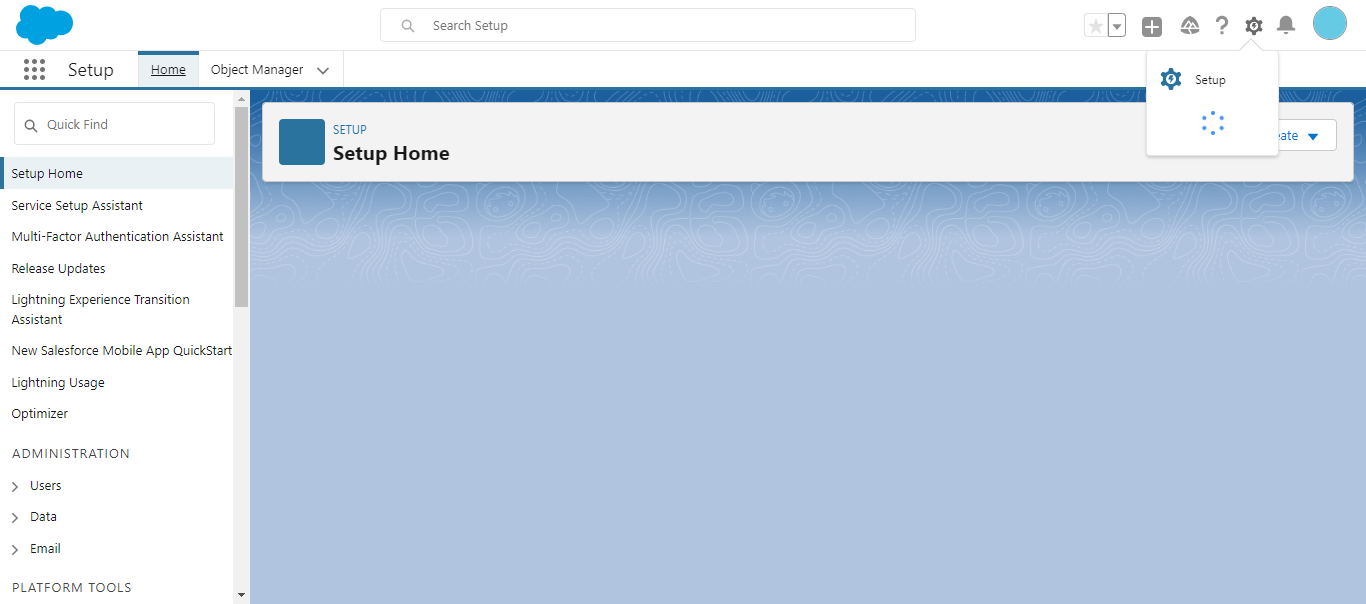 Search Setup
Setup
Home
Object Manager
Setup
Quick Find
SETUP
Setup Home
Setup Home
Service Setup Assistant
Multi-Factor Authentication Assistant
Release Updates
Lightning Experience Transition
Assistant
New Salesforce Mobile App QuickStart
Lightning Usage
Optimizer
ADMINISTRATION
Users
Data
Email
PLATFORM TOOLS